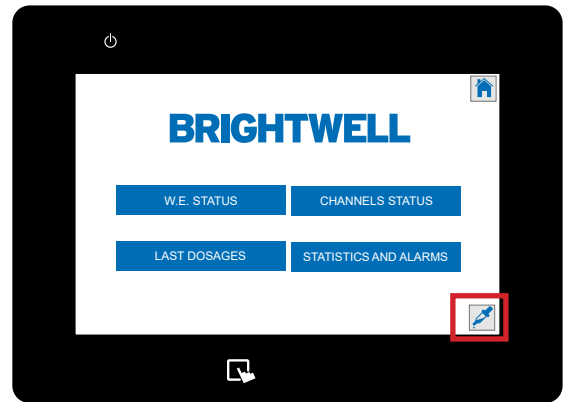 BRIGHTWELL
W.E. STATUS
CHANNELS STATUS
LAST DOSAGES
STATISTICS AND ALARMS